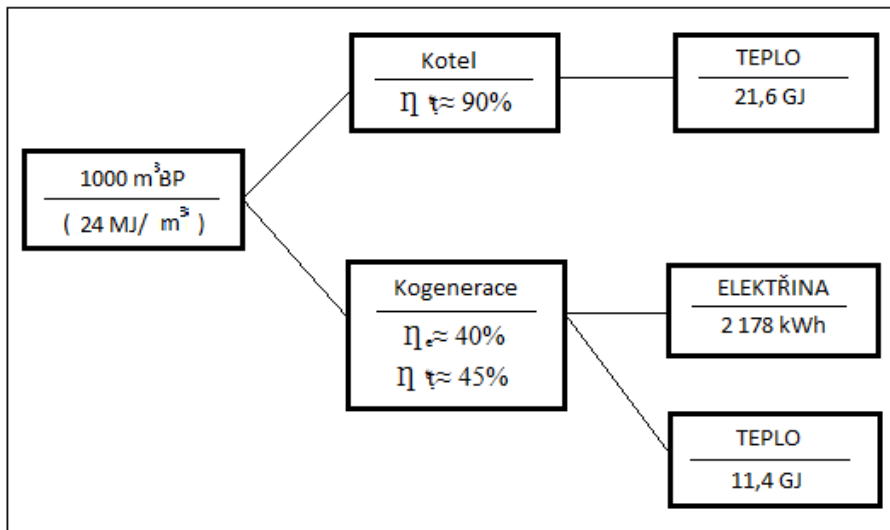 1000 m³BP
( 24 MJ/ m³ )
Kotel
η t≈ 90%
TEPLO
21,6 GJ
Kogenerace
η e≈ 40%
η t≈ 45%
ELEKTŘINA
2 178 kWh
TEPLO
11,4 GJ